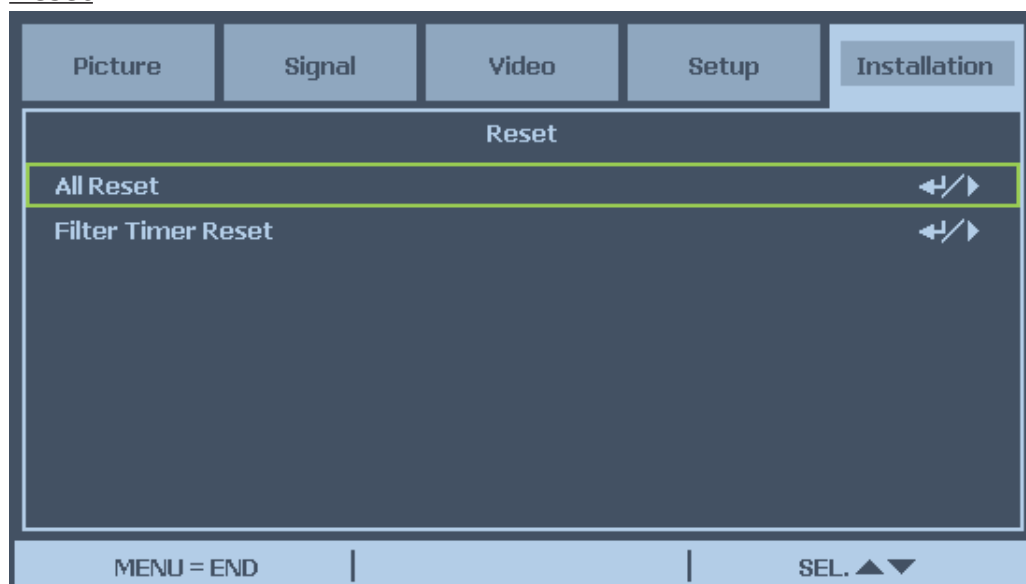 Picture Signal Video Setup Installation
Reset
All Reset
Filter Timer Reset
MENU = END SEL.